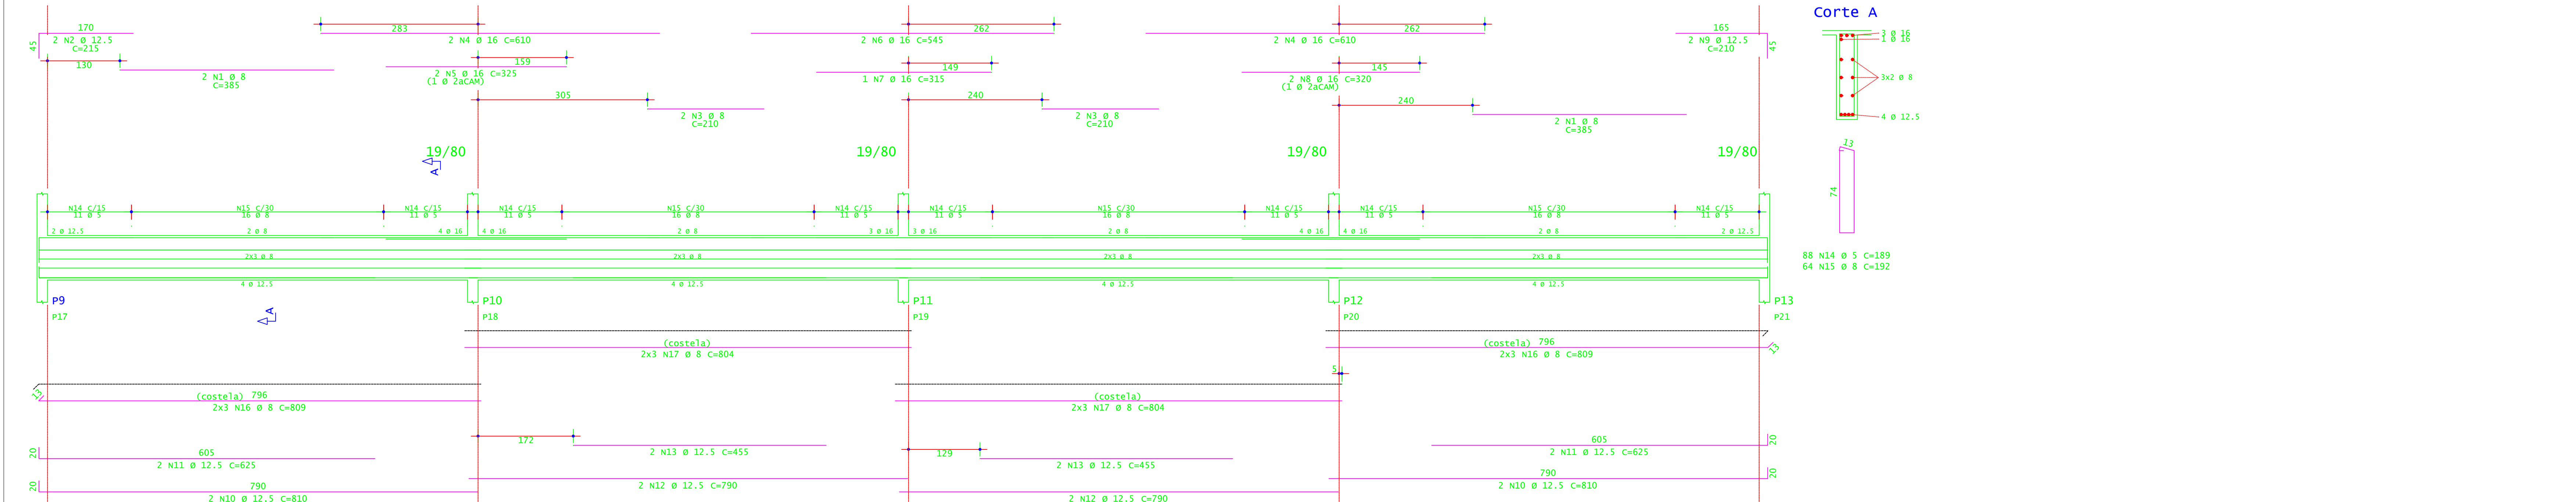 170
2 N2 Ø 12.5
C=215
45
130
2 N1 Ø 8
C=385
283
2 N4 Ø 16 C=610
159
2 N5 Ø 16 C=325
(1 Ø 2aCAM)
305
2 N3 Ø 8
C=210
262
2 N6 Ø 16 C=545
149
1 N7 Ø 16 C=315
240
2 N3 Ø 8
C=210
262
2 N4 Ø 16 C=610
145
2 N8 Ø 16 C=320
(1 Ø 2aCAM)
240
2 N1 Ø 8
C=385
165
2 N9 Ø 12.5
C=210
45
Corte A
3 Ø 16
1 Ø 16
3x2 Ø 8
4 Ø 12.5
13
74
88 N14 Ø 5 C=189
64 N15 Ø 8 C=192
19/80 19/80 19/80 19/80
A
N14 C/15 N15 C/30 N14 C/15 N14 C/15 N15 C/30 N14 C/15 N14 C/15 N15 C/30 N14 C/15 N14 C/15 N15 C/30 N14 C/15
11 Ø 5 16 Ø 8 11 Ø 5 11 Ø 5 16 Ø 8 11 Ø 5 11 Ø 5 16 Ø 8 11 Ø 5 11 Ø 5 16 Ø 8 11 Ø 5
2 Ø 12.5 2 Ø 8 4 Ø 16 4 Ø 16 2 Ø 8 3 Ø 16 3 Ø 16 2 Ø 8 4 Ø 16 4 Ø 16 2 Ø 8 2 Ø 12.5
2x3 Ø 8 2x3 Ø 8 2x3 Ø 8 2x3 Ø 8
4 Ø 12.5 4 Ø 12.5 4 Ø 12.5 4 Ø 12.5
P9 P10 P11 P12 P13
P17 P18 P19 P20 P21
A
(costela)
2x3 N17 Ø 8 C=804
(costela) 796
2x3 N16 Ø 8 C=809
13
5
13
(costela) 796
2x3 N16 Ø 8 C=809
(costela)
2x3 N17 Ø 8 C=804
172
2 N13 Ø 12.5 C=455
129
2 N13 Ø 12.5 C=455
20
605
2 N11 Ø 12.5 C=625
605
2 N11 Ø 12.5 C=625
20
20
790
2 N10 Ø 12.5 C=810
2 N12 Ø 12.5 C=790
2 N12 Ø 12.5 C=790
790
2 N10 Ø 12.5 C=810
20